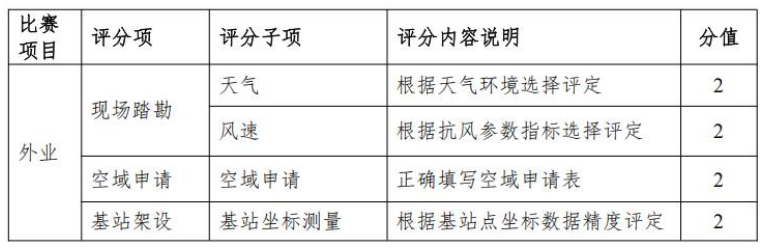 比赛项目 评分项 评分子项 评分内容说明 分值
外业 现场踏勘 天气 根据天气环境选择评定 2
风速 根据抗风参数指标选择评定 2
空域申请 空域申请 正确填写空域申请表 2
基站架设 基站坐标测量 根据基站点坐标数据精度评定 2